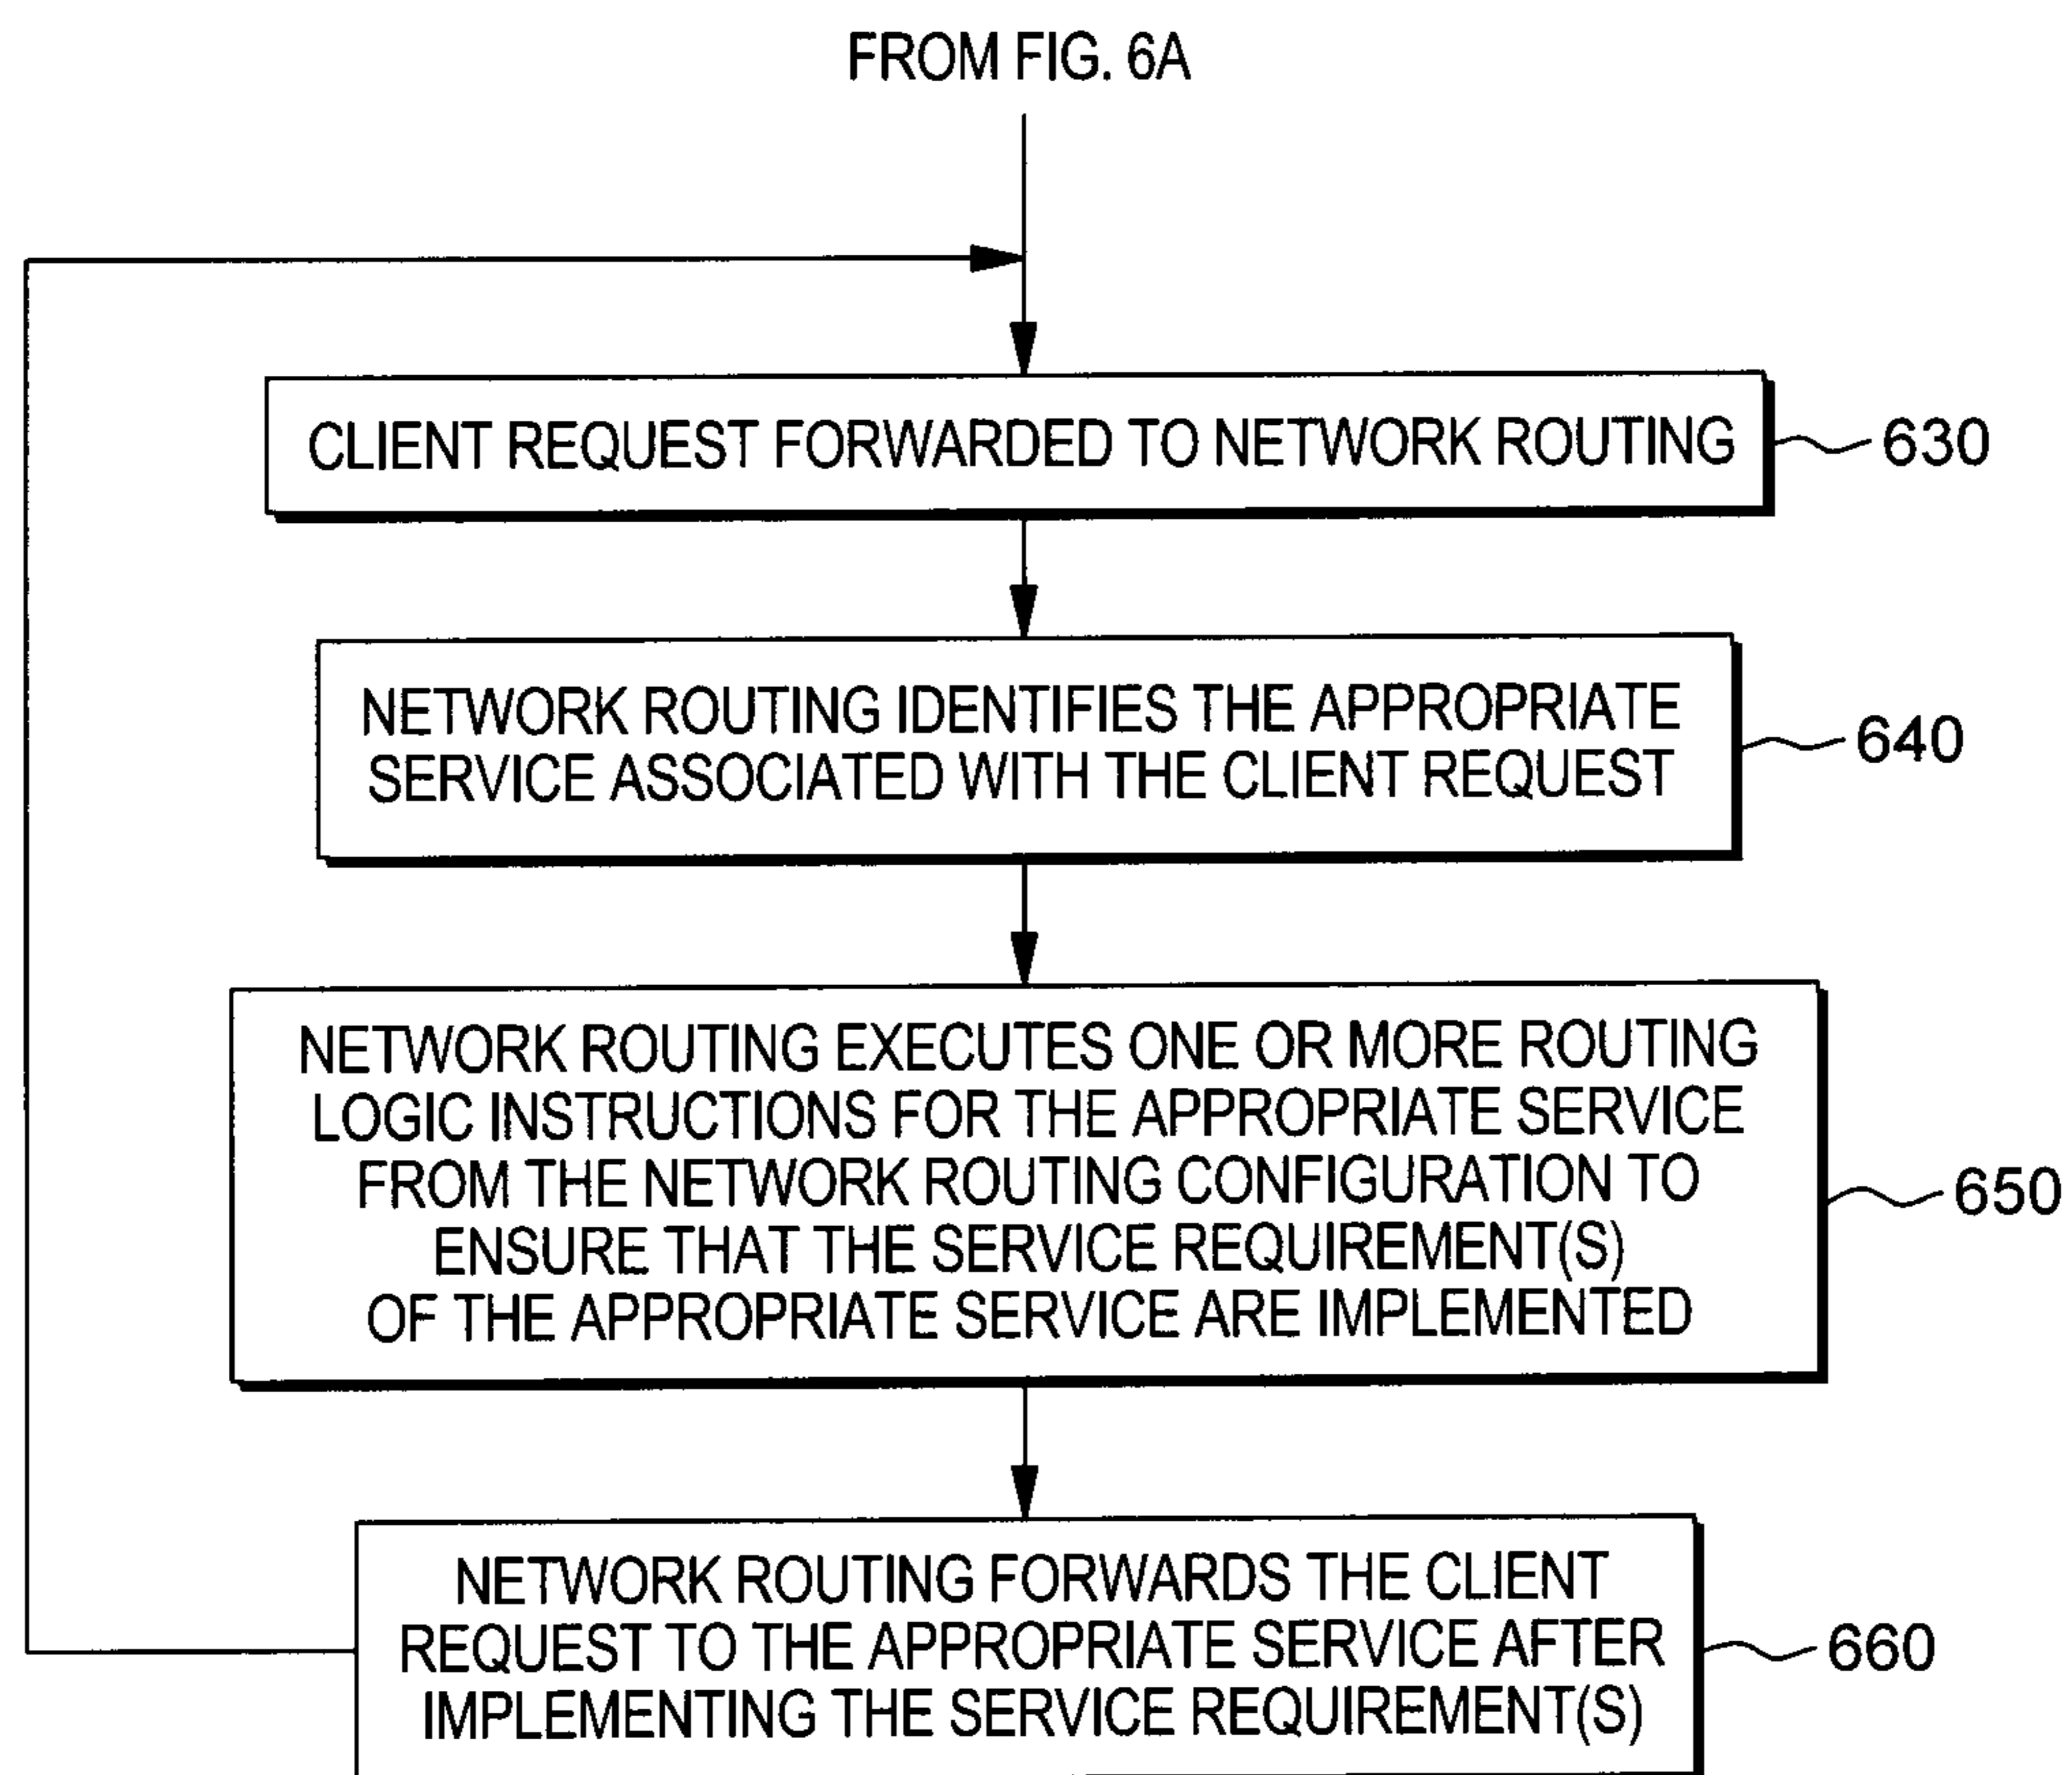 FROM FIG. 6A
CLIENT REQUEST FORWARDED TO NETWORK ROUTING
630
NETWORK ROUTING IDENTIFIES THE APPROPRIATE
SERVICE ASSOCIATED WITH THE CLIENT REQUEST
640
NETWORK ROUTING EXECUTES ONE OR MORE ROUTING
LOGIC INSTRUCTIONS FOR THE APPROPRIATE SERVICE
FROM THE NETWORK ROUTING CONFIGURATION TO
ENSURE THAT THE SERVICE REQUIREMENT(S)
OF THE APPROPRIATE SERVICE ARE IMPLEMENTED
650
NETWORK ROUTING FORWARDS THE CLIENT
REQUEST TO THE APPROPRIATE SERVICE AFTER
IMPLEMENTING THE SERVICE REQUIREMENT(S)
660